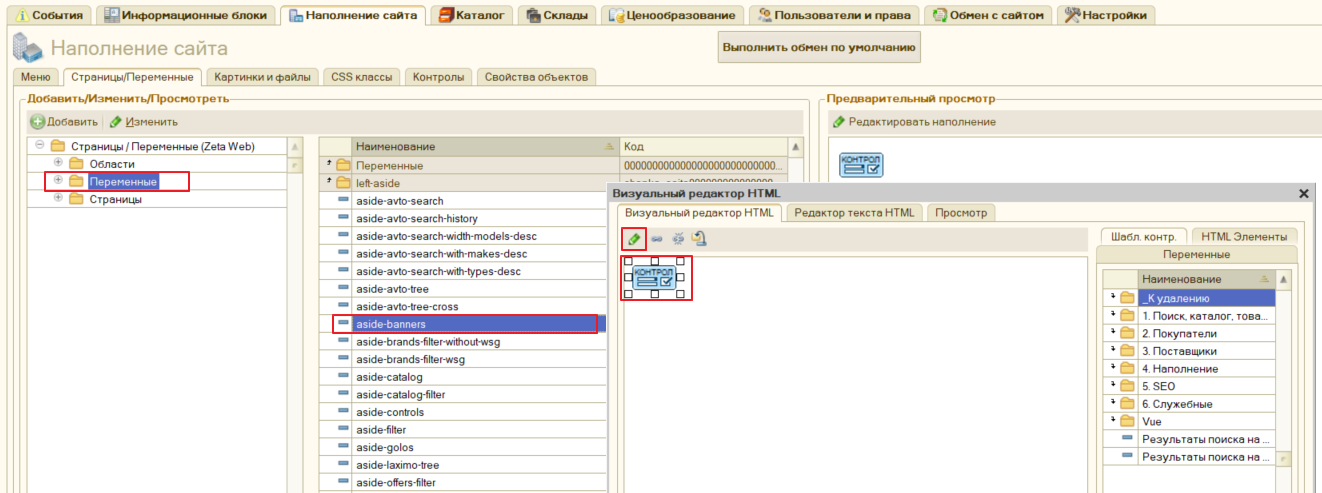 События Информационные блоки Наполнение сайта Каталог Склады Ценообразование Пользователи и права Обмен с сайтом Настройки
Наполнение сайта
Выполнить обмен по умолчанию
Меню Страницы/Переменные Картинки и файлы CSS классы Контролы Свойства объектов
Добавить/Изменить/Просмотреть
Предварительный просмотр
Добавить Изменить
Редактировать наполнение
Страницы / Переменные (Zeta Web)
Области
Переменные
Страницы
Наименование Код
Переменные
left-aside
aside-avto-search
aside-avto-search-history
aside-avto-search-width-models-desc
aside-avto-search-with-makes-desc
aside-avto-search-with-types-desc
aside-avto-tree
aside-avto-tree-cross
aside-banners
aside-brands-filter-without-wsg
aside-brands-filter-wsg
aside-catalog
aside-catalog-filter
aside-controls
aside-filter
aside-golos
aside-laximo-tree
aside-offers-filter
КОНТРОЛ
Визуальный редактор HTML
Визуальный редактор HTML Редактор текста HTML Просмотр
КОНТРОЛ
Шабл. контр. HTML Элементы
Переменные
Наименование
_К удалению
1. Поиск, каталог, това...
2. Покупатели
3. Поставщики
4. Наполнение
5. SEO
6. Служебные
Vue
Результаты поиска на ...
Результаты поиска на ...